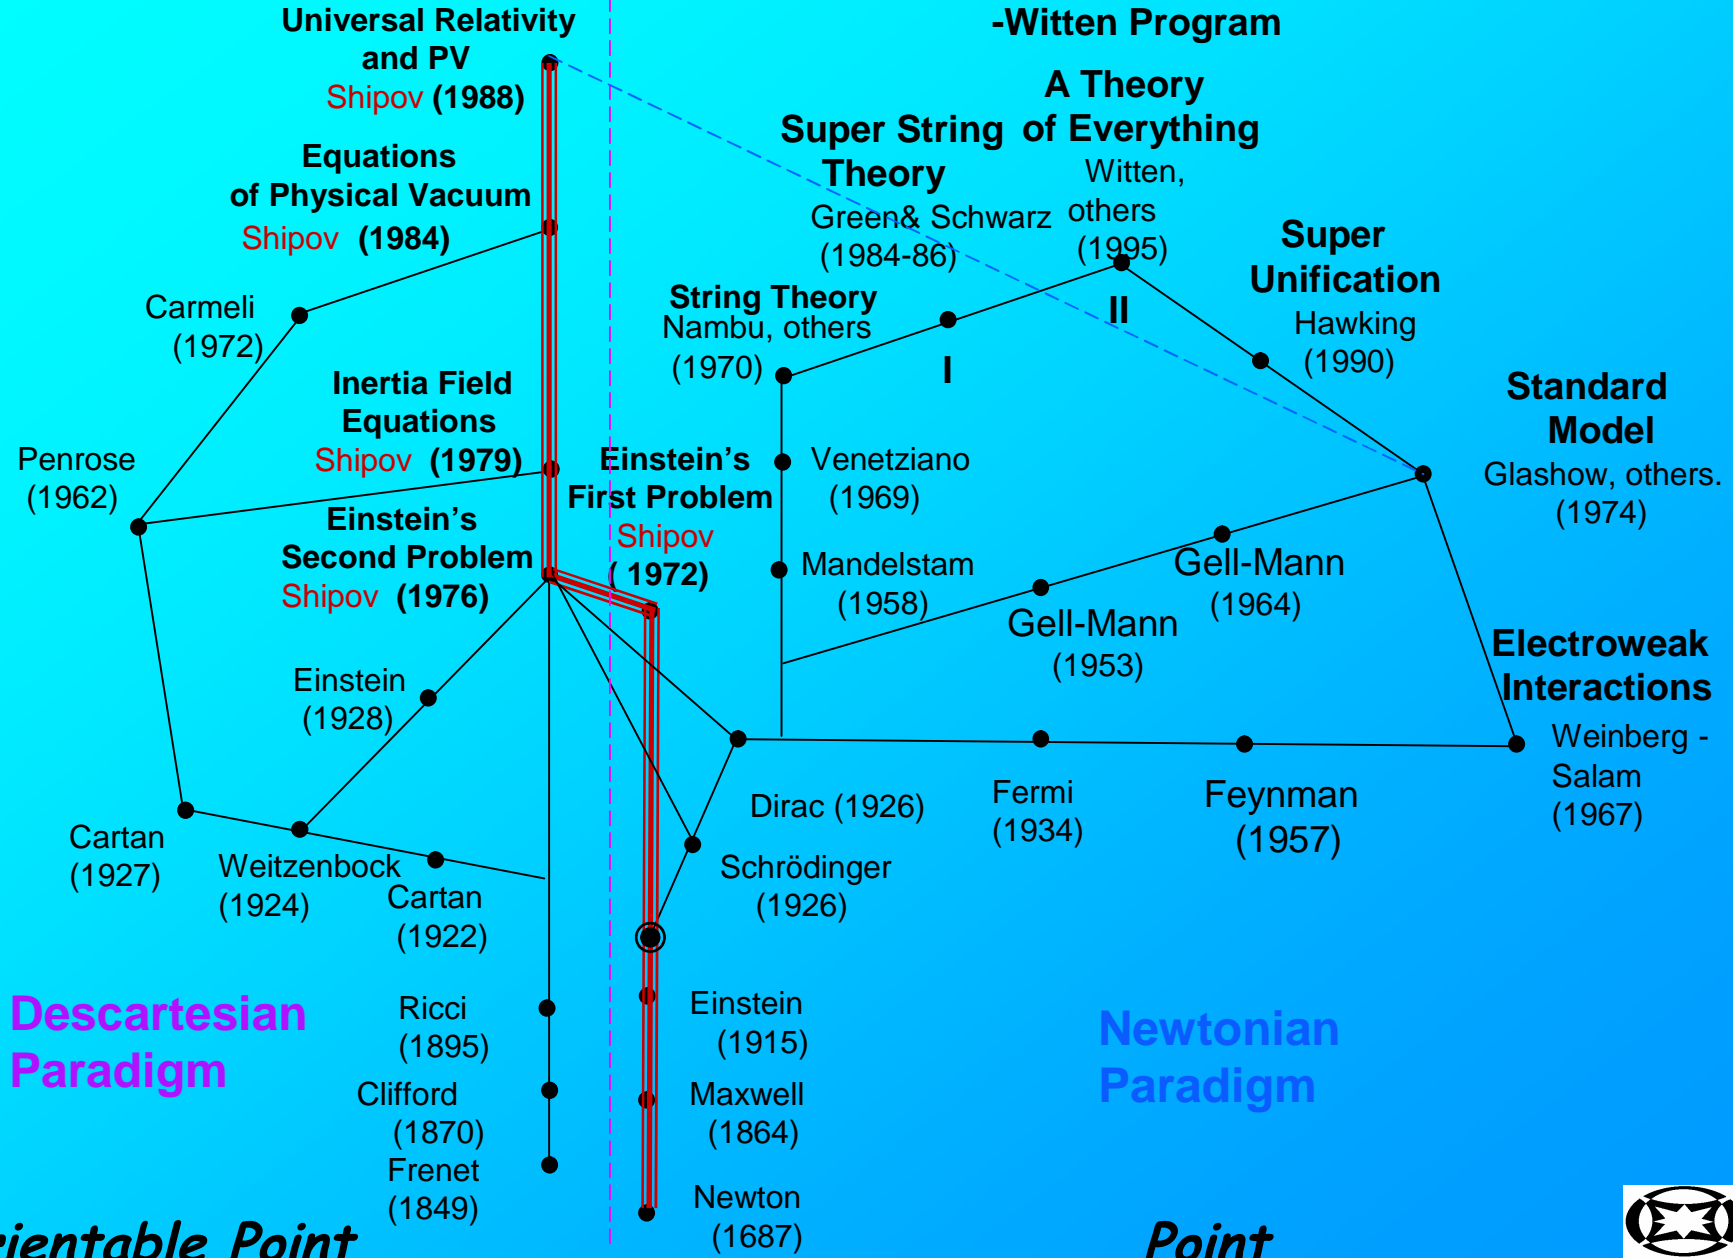 Universal Relativity
and PV
Shipov (1988)
Equations
of Physical Vacuum
Shipov (1984)
Carmeli
(1972)
Inertia Field
Equations
Shipov (1979)
Penrose
(1962)
Einstein's
Second Problem
Shipov (1976)
Einstein's
First Problem
Shipov
( 1972)
Einstein
(1928)
Cartan
(1927)
Weitzenbock
(1924)
Cartan
(1922)
Ricci
(1895)
Clifford
(1870)
Frenet
(1849)
Descartesian
Paradigm
rientable Point
-Witten Program
A Theory
of Everything
Witten,
others
(1995)
Super String
Theory
Green& Schwarz
(1984-86)
String Theory
Nambu, others
(1970)
I
II
Super
Unification
Hawking
(1990)
Standard
Model
Glashow, others.
(1974)
Venetziano
(1969)
Mandelstam
(1958)
Gell-Mann
(1964)
Gell-Mann
(1953)
Electroweak
Interactions
Weinberg -
Salam
(1967)
Dirac (1926)
Fermi
(1934)
Feynman
(1957)
Schrödinger
(1926)
Einstein
(1915)
Maxwell
(1864)
Newton
(1687)
Newtonian
Paradigm
Point